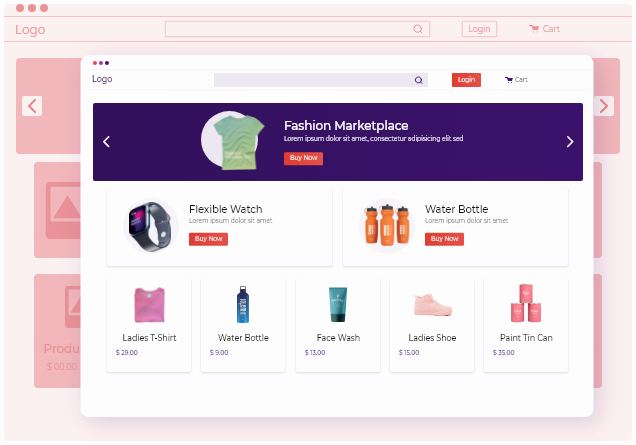 Logo
Login
Cart
Logo
Login
Cart
Fashion Marketplace
Lorem ipsum dolor sit amet, consectetur adipisicing elit sed
Buy Now
Flexible Watch
Lorem ipsum dolor sit amet
Buy Now
Water Bottle
Lorem ipsum dolor sit amet
Buy Now
Ladies T-Shirt
$ 29.00
Water Bottle
$ 9.00
Face Wash
$ 13.00
Ladies Shoe
$ 15.00
Paint Tin Can
$ 35.00
Produ
$ 00.00